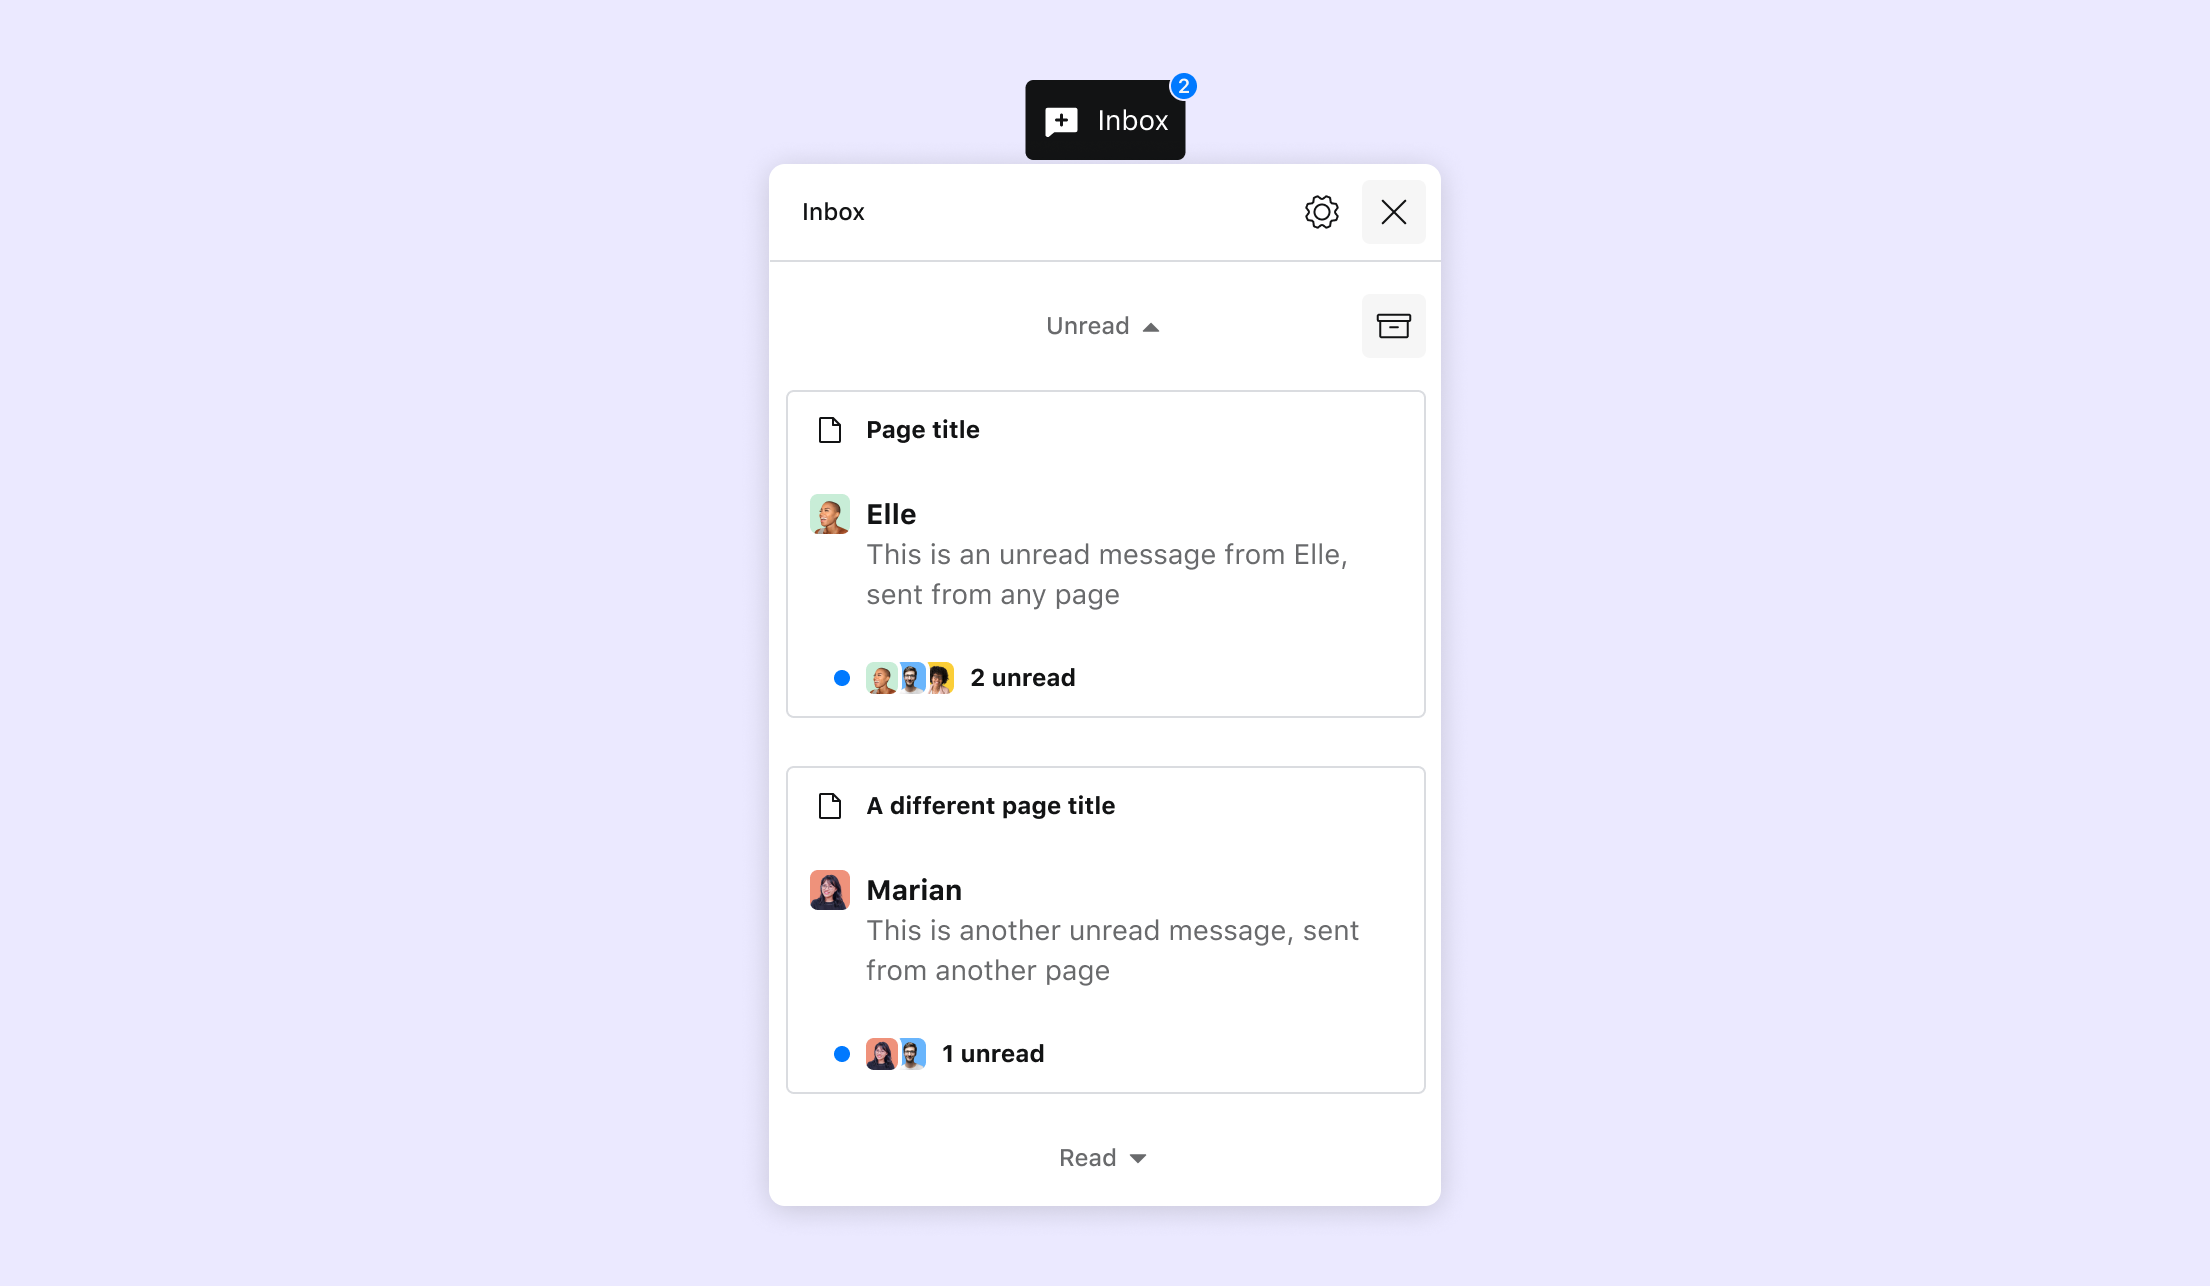 2
Inbox
Inbox
Unread
Page title
Elle
This is an unread message from Elle,
sent from any page
2 unread
A different page title
Marian
This is another unread message, sent
from another page
1 unread
Read